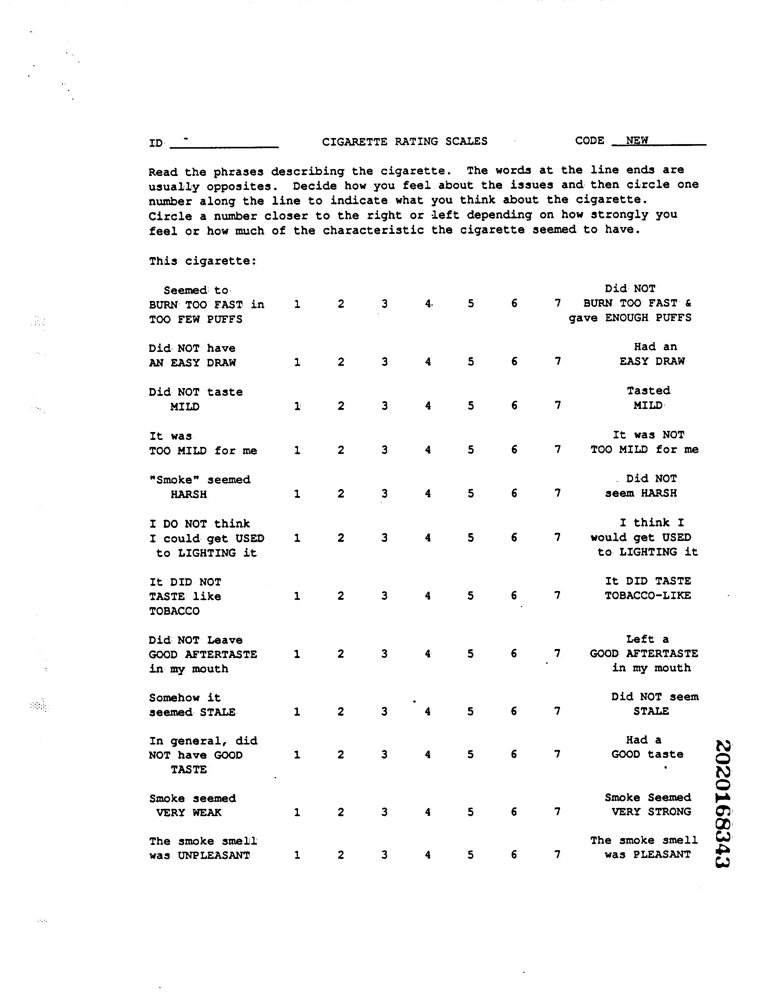 ID - CIGARETTE RATING SCALES CODE NEW
Read the phrases describing the cigarette. The words at the line ends are
usually opposites. Decide how you feel about the issues and then circle one
number along the line to indicate what you think about the cigarette.
Circle a number closer to the right or left depending on how strongly you
feel or how much of the characteristic the cigarette seemed to have.
This cigarette:
Seemed to Did NOT
BURN TOO FAST in 1 2 3 4 5 6 7 BURN TOO FAST &
TOO FEW PUFFS gave ENOUGH PUFFS
Did NOT have Had an
AN EASY DRAW 1 2 3 4 5 6 7 EASY DRAW
Did NOT taste Tasted
MILD 1 2 3 4 5 6 7 MILD
It was It was NOT
TOO MILD for me 1 2 3 4 5 6 7 TOO MILD for me
"Smoke" seemed Did NOT
HARSH 1 2 3 4 5 6 7 seem HARSH
I DO NOT think I think I
I could get USED 1 2 3 4 5 6 7 would get USED
to LIGHTING it to LIGHTING it
It DID NOT It DID TASTE
TASTE like 1 2 3 4 5 6 7 TOBACCO-LIKE
TOBACCO
Did NOT Leave Left a
GOOD AFTERTASTE 1 2 3 4 5 6 7 GOOD AFTERTASTE
in my mouth in my mouth
Somehow it Did NOT seem
seemed STALE 1 2 3 4 5 6 7 STALE
In general, did Had a
NOT have GOOD 1 2 3 4 5 6 7 GOOD taste
TASTE
Smoke seemed Smoke Seemed
VERY WEAK 1 2 3 4 5 6 7 VERY STRONG
The smoke smell The smoke smell
was UNPLEASANT 1 2 3 4 5 6 7 was PLEASANT
2020168343